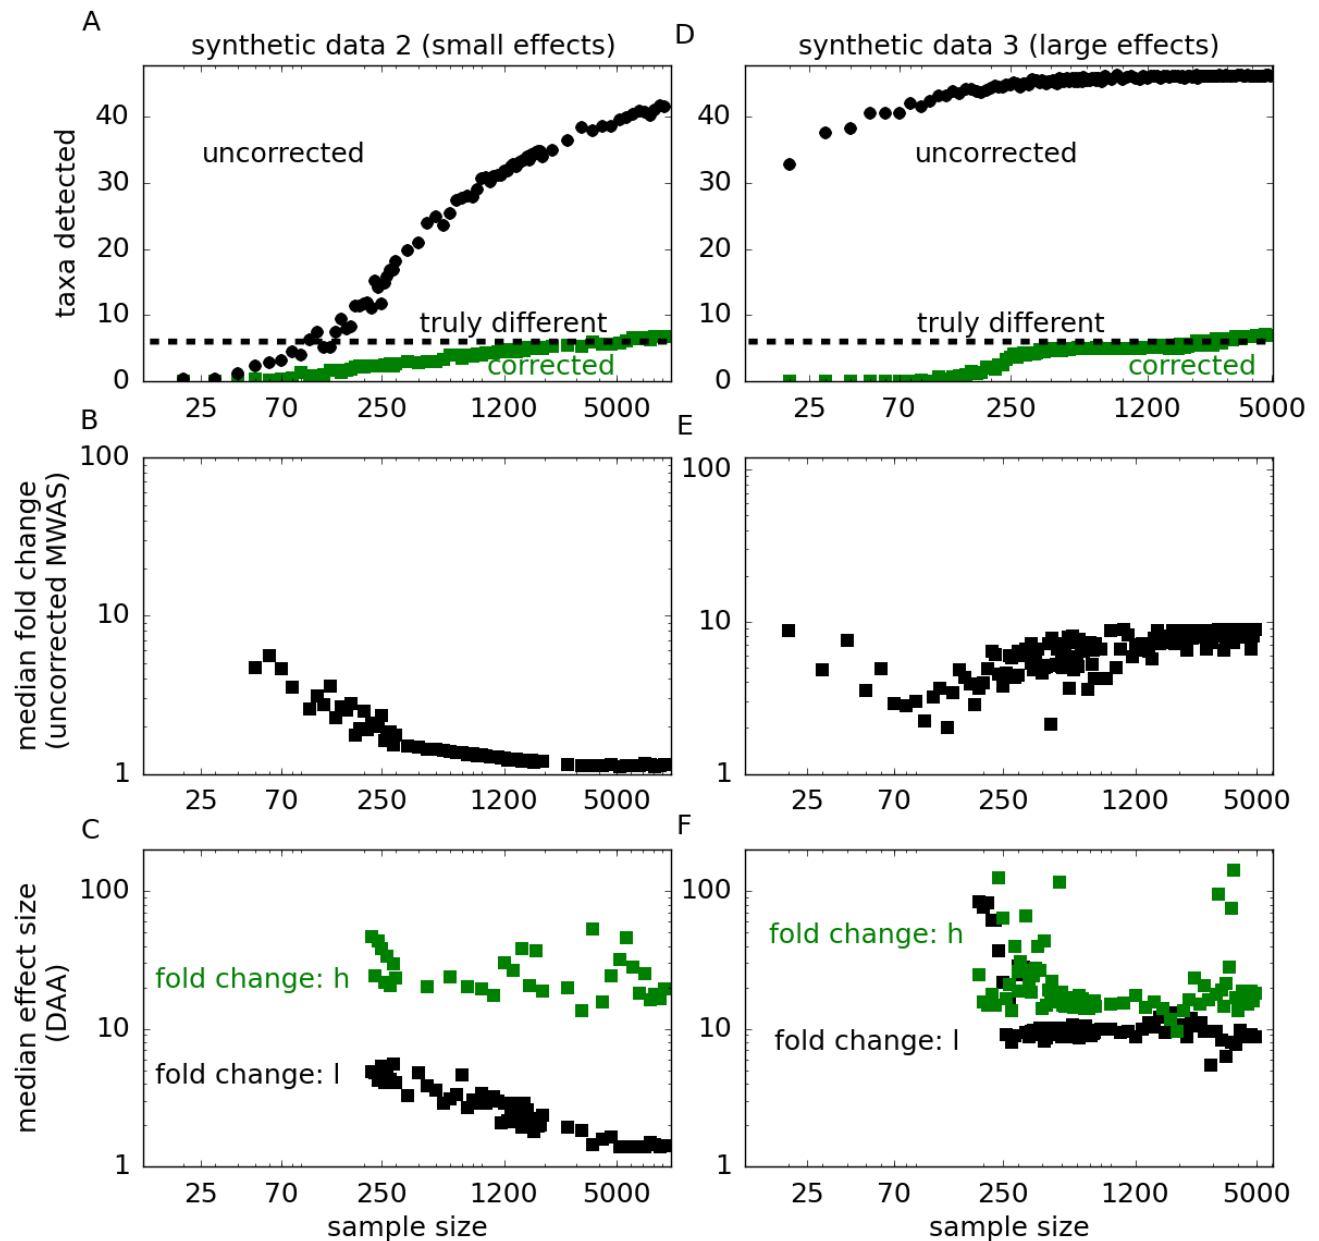 A
synthetic data 2 (small effects)
taxa detected
40
30
20
10
0
uncorrected
truly different
corrected
25 70 250 1200 5000
D
synthetic data 3 (large effects)
40
30
20
10
0
uncorrected
truly different
corrected
25 70 250 1200 5000
B
median fold change
(uncorrected MWAS)
100
10
1
25 70 250 1200 5000
E
100
10
1
25 70 250 1200 5000
C
median effect size
(DAA)
100
10
1
fold change: h
fold change: l
25 70 250 1200 5000
sample size
F
100
10
1
fold change: h
fold change: l
25 70 250 1200 5000
sample size